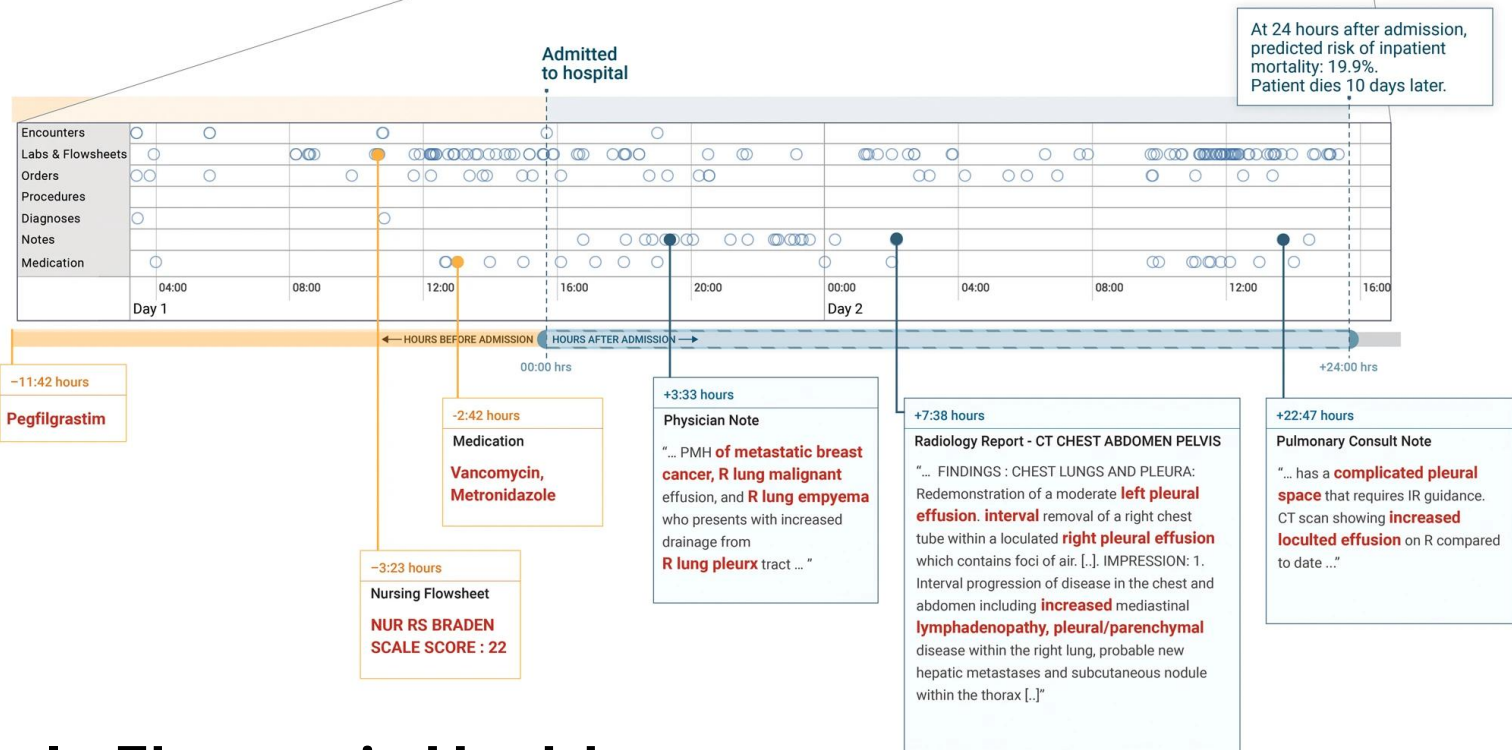 At 24 hours after admission,
predicted risk of inpatient
mortality: 19.9%.
Patient dies 10 days later.
Admitted
to hospital
Encounters
Labs & Flowsheets
Orders
Procedures
Diagnoses
Notes
Medication
04:00 08:00 12:00 16:00 20:00 00:00 04:00 08:00 12:00 16:00
Day 1 Day 2
HOURS BEFORE ADMISSION HOURS AFTER ADMISSION
00:00 hrs +24:00 hrs
−11:42 hours
Pegfilgrastim
−3:23 hours
Nursing Flowsheet
NUR RS BRADEN
SCALE SCORE : 22
-2:42 hours
Medication
Vancomycin,
Metronidazole
+3:33 hours
Physician Note
“... PMH of metastatic breast
cancer, R lung malignant
effusion, and R lung empyema
who presents with increased
drainage from
R lung pleurx tract ... ”
+7:38 hours
Radiology Report - CT CHEST ABDOMEN PELVIS
“... FINDINGS : CHEST LUNGS AND PLEURA:
Redemonstration of a moderate left pleural
effusion. interval removal of a right chest
tube within a loculated right pleural effusion
which contains foci of air. [..]. IMPRESSION: 1.
Interval progression of disease in the chest and
abdomen including increased mediastinal
lymphadenopathy, pleural/parenchymal
disease within the right lung, probable new
hepatic metastases and subcutaneous nodule
within the thorax [..]”
+22:47 hours
Pulmonary Consult Note
“... has a complicated pleural
space that requires IR guidance.
CT scan showing increased
loculted effusion on R compared
to date ...”